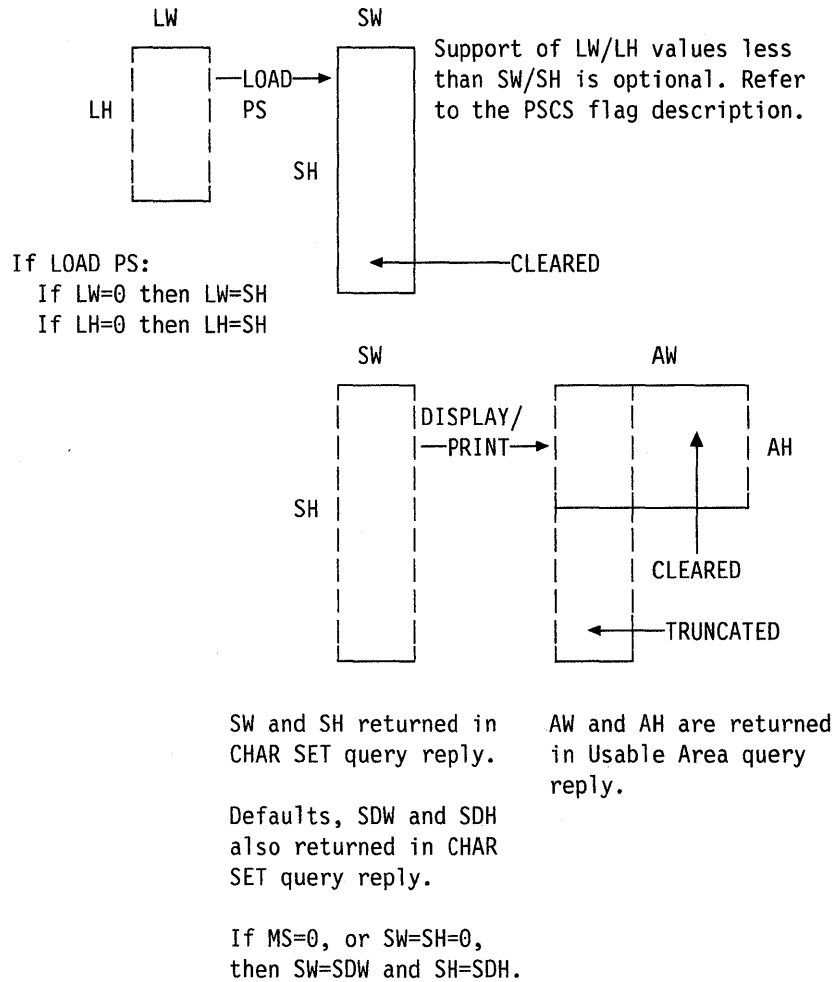 LW
SW
LH
LOAD
PS
SH
Support of LW/LH values less
than SW/SH is optional. Refer
to the PSCS flag description.
CLEARED
If LOAD PS:
If LW=0 then LW=SH
If LH=0 then LH=SH
SW
AW
SH
DISPLAY/
PRINT
AH
CLEARED
TRUNCATED
SW and SH returned in
CHAR SET query reply.
Defaults, SDW and SDH
also returned in CHAR
SET query reply.
If MS=0, or SW=SH=0,
then SW=SDW and SH=SDH.
AW and AH are returned
in Usable Area query
reply.